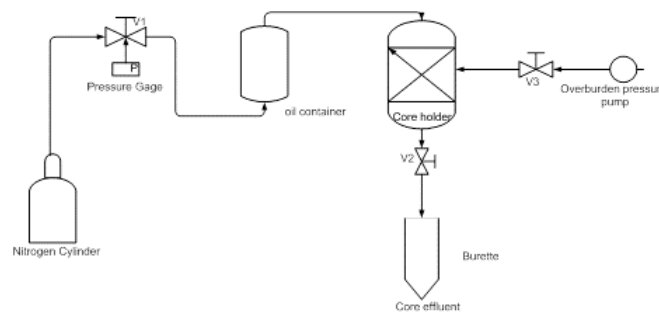 V1
P
Pressure Gage
oil container
Core holder
V3
Overburden pressur
pump
V2
Nitrogen Cylinder
Burette
Core effluent